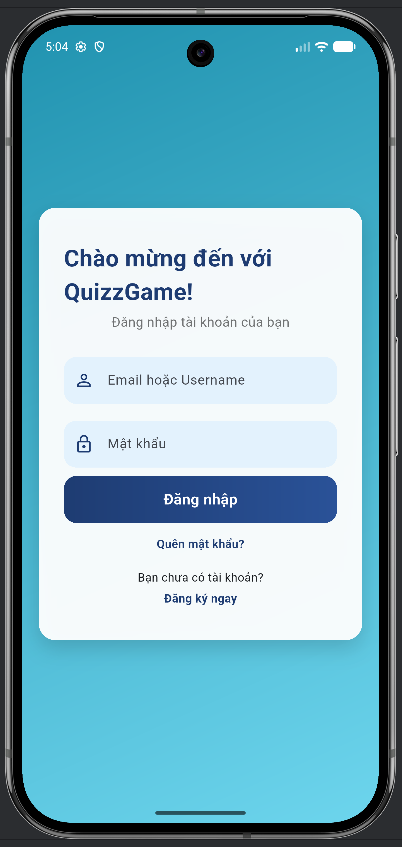 5:04
Chào mừng đến với
QuizzGame!
Đăng nhập tài khoản của bạn
Email hoặc Username
Mật khẩu
Đăng nhập
Quên mật khẩu?
Bạn chưa có tài khoản?
Đăng ký ngay